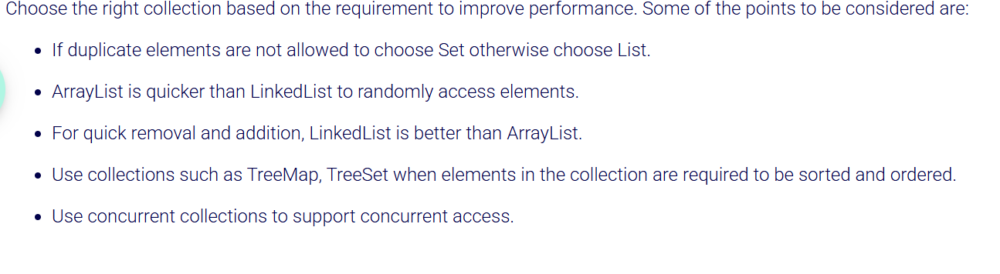 Choose the right collection based on the requirement to improve performance. Some of the points to be considered are:
• If duplicate elements are not allowed to choose Set otherwise choose List.
• ArrayList is quicker than LinkedList to randomly access elements.
• For quick removal and addition, LinkedList is better than ArrayList.
• Use collections such as TreeMap, TreeSet when elements in the collection are required to be sorted and ordered.
• Use concurrent collections to support concurrent access.